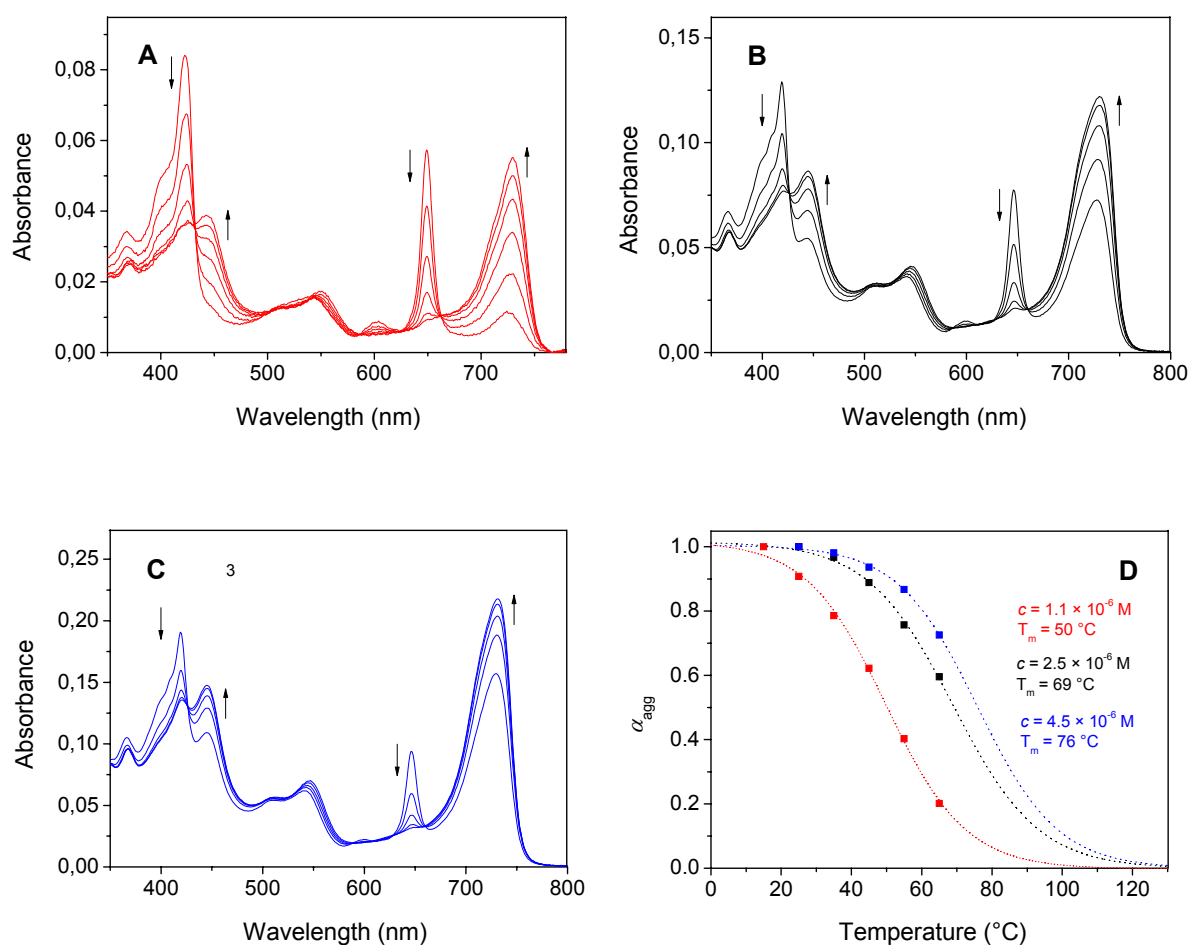 A
0,08
0,06
0,04
0,02
0,00
Absorbance
400 500 600 700
Wavelength (nm)
B
0,15
0,10
0,05
0,00
Absorbance
400 500 600 700 800
Wavelength (nm)
C
3
0,25
0,20
0,15
0,10
0,05
0,00
Absorbance
400 500 600 700 800
Wavelength (nm)
D
1.0
0.8
0.6
0.4
0.2
0.0
α_agg
c = 1.1 × 10⁻⁶ M
Tₘ = 50 °C
c = 2.5 × 10⁻⁶ M
Tₘ = 69 °C
c = 4.5 × 10⁻⁶ M
Tₘ = 76 °C
0 20 40 60 80 100 120
Temperature (°C)